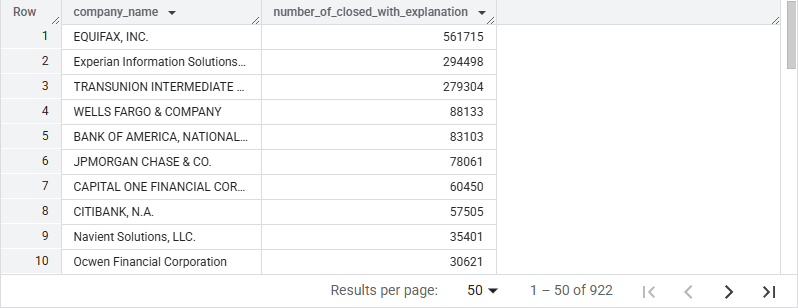 Row company_name number_of_closed_with_explanation
1 EQUIFAX, INC. 561715
2 Experian Information Solutions... 294498
3 TRANSUNION INTERMEDIATE ... 279304
4 WELLS FARGO & COMPANY 88133
5 BANK OF AMERICA, NATIONAL... 83103
6 JPMORGAN CHASE & CO. 78061
7 CAPITAL ONE FINANCIAL COR... 60450
8 CITIBANK, N.A. 57505
9 Navient Solutions, LLC. 35401
10 Ocwen Financial Corporation 30621
Results per page: 50 1 – 50 of 922